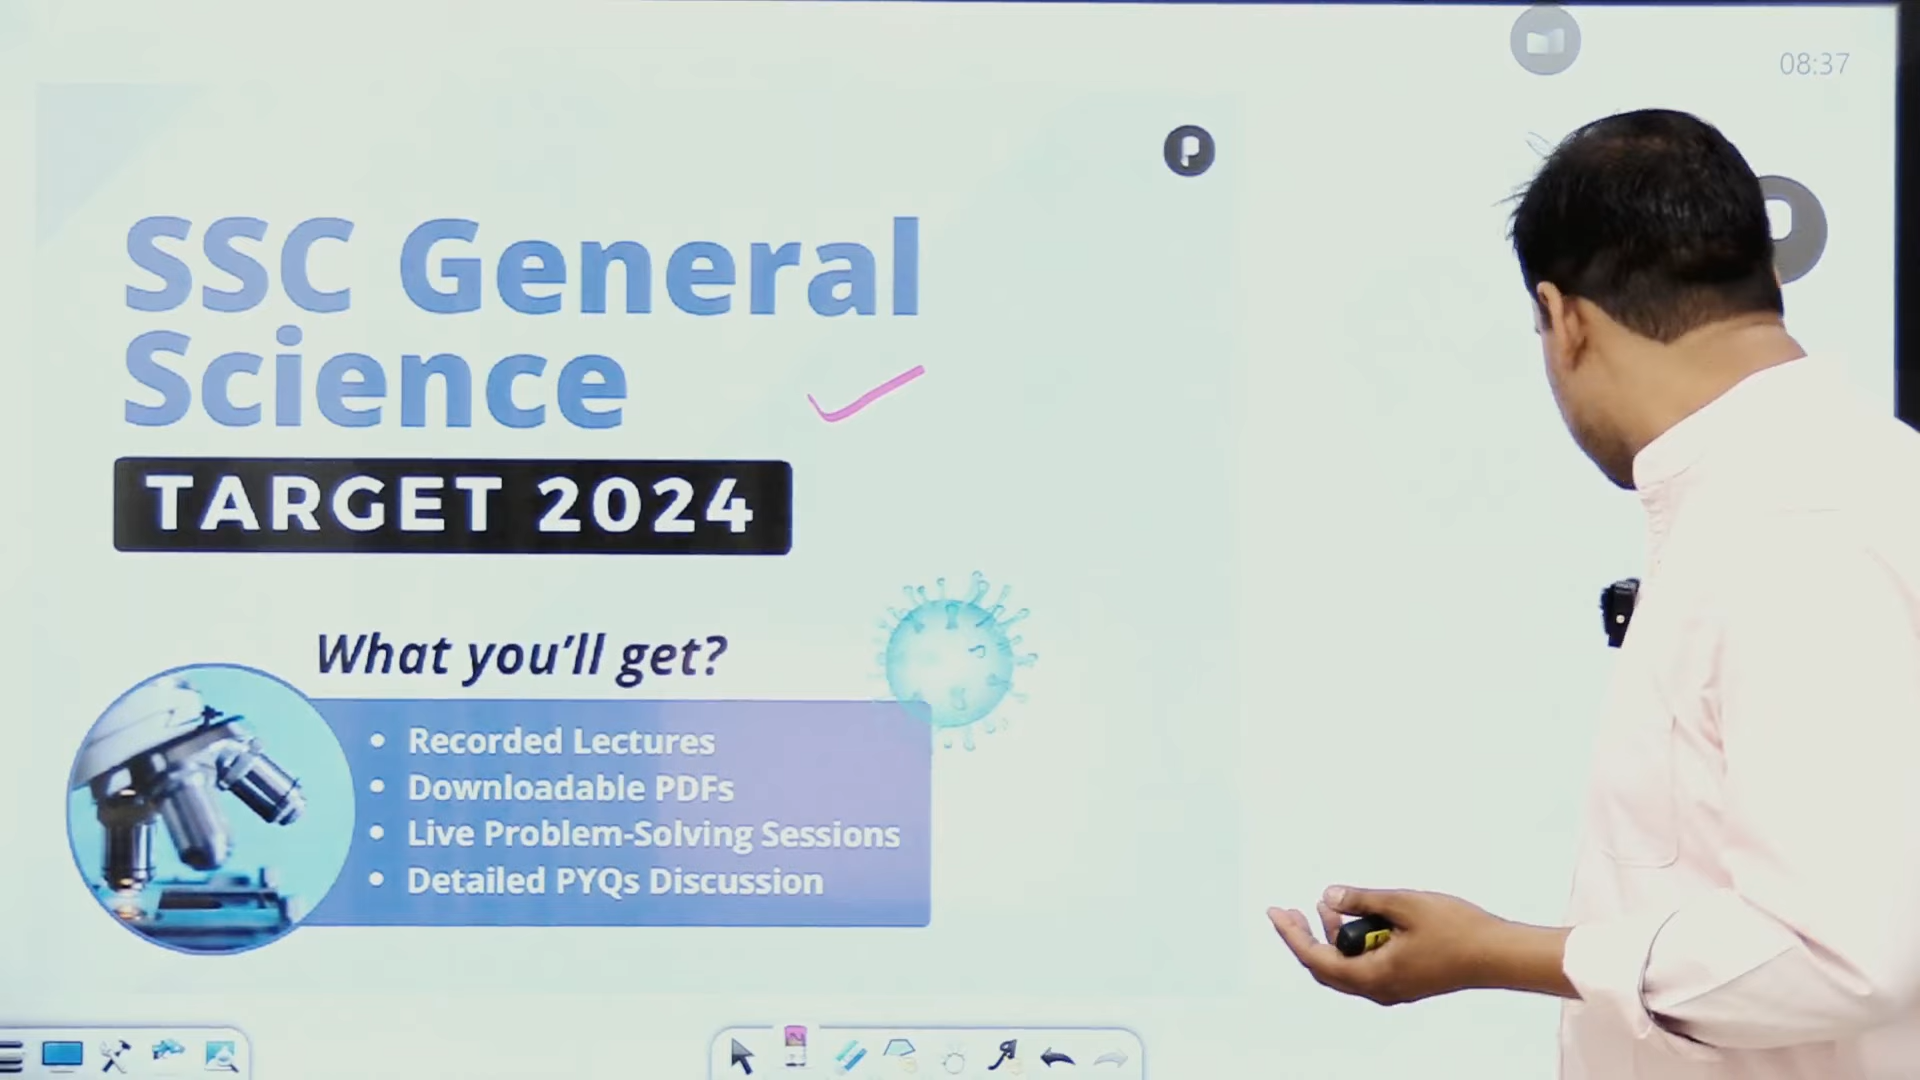 08:37
SSC General
Science
TARGET 2024
What you'll get?
• Recorded Lectures
• Downloadable PDFs
• Live Problem-Solving Sessions
• Detailed PYQs Discussion